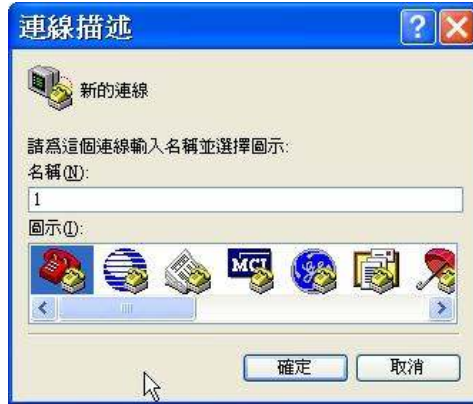 連線描述
新的連線
請為這個連線輸入名稱並選擇圖示:
名稱(N):
1
圖示(I):
MCI
確定
取消